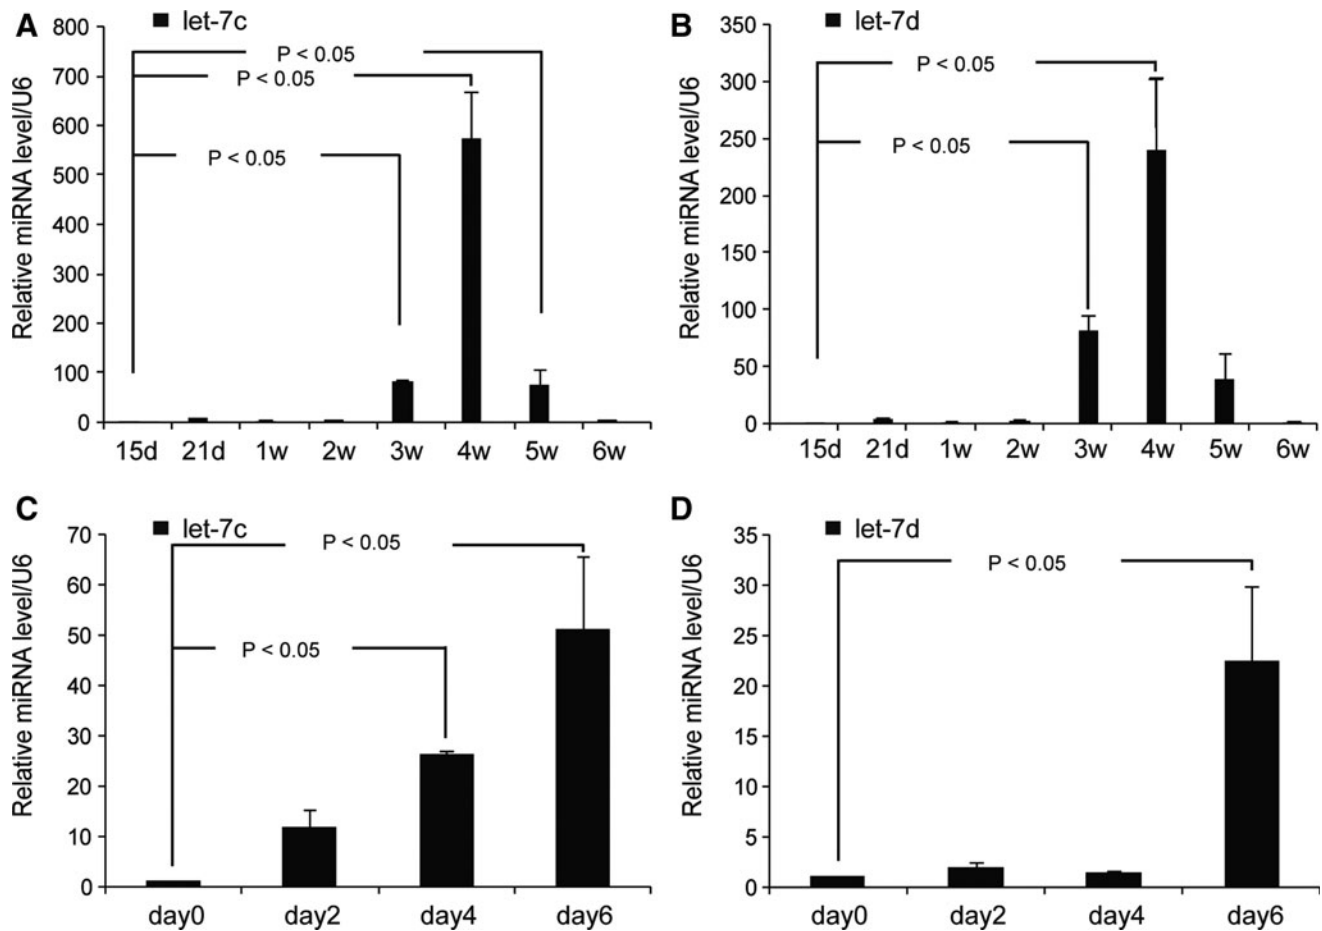 A
let-7c
Relative miRNA level/U6
800
700
600
500
400
300
200
100
0
P < 0.05
P < 0.05
P < 0.05
15d 21d 1w 2w 3w 4w 5w 6w
B
let-7d
Relative miRNA level/U6
350
300
250
200
150
100
50
0
P < 0.05
P < 0.05
15d 21d 1w 2w 3w 4w 5w 6w
C
let-7c
Relative miRNA level/U6
70
60
50
40
30
20
10
0
P < 0.05
P < 0.05
day0 day2 day4 day6
D
let-7d
Relative miRNA level/U6
35
30
25
20
15
10
5
0
P < 0.05
day0 day2 day4 day6